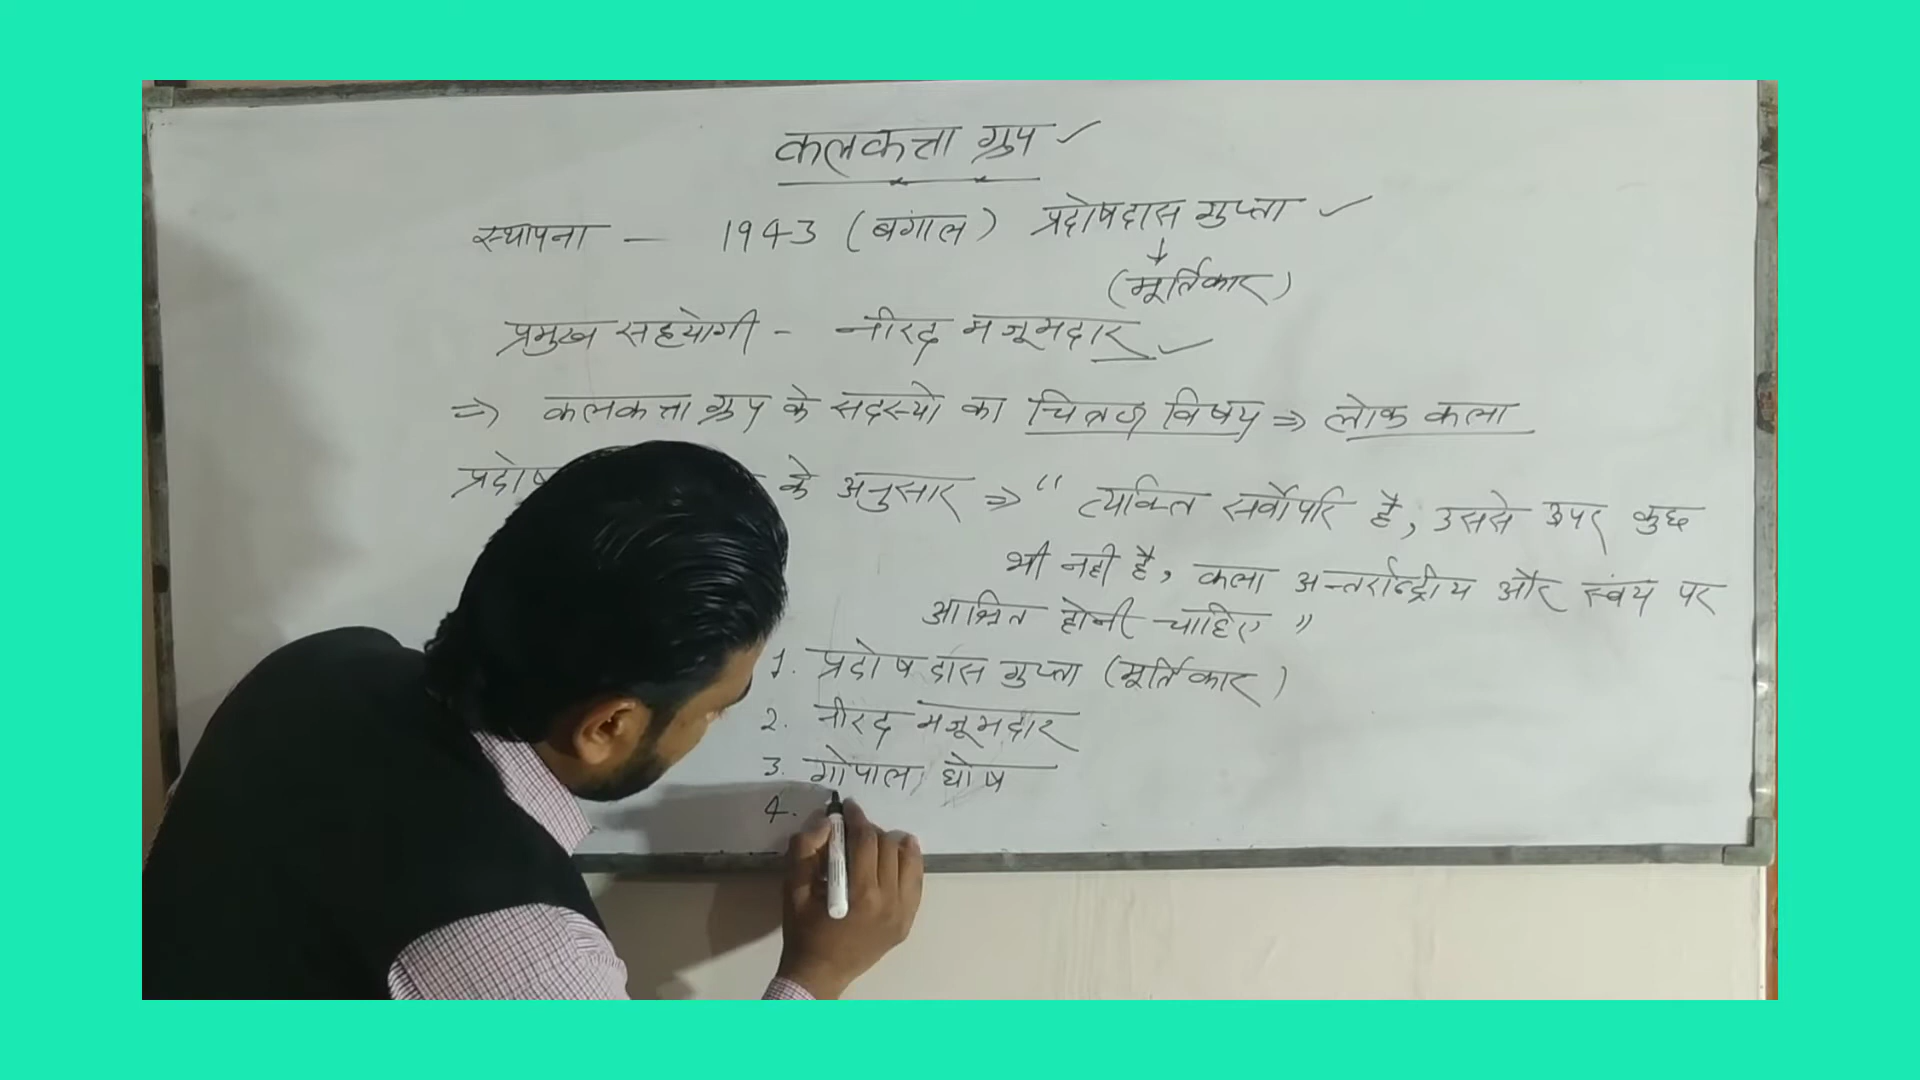 कलकत्ता ग्रुप
स्थापना – 1943 (बंगाल) प्रदोषदास गुप्ता
(मूर्तिकार)
प्रमुख सहयोगी - नीरद मजूमदार
⇒ कलकत्ता ग्रुप के सदस्यो का चित्रण विषय ⇒ लोक कला
प्रदोष के अनुसार ⇒ “ व्यक्ति सर्वोपरि है, उससे ऊपर कुछ
भी नही है, कला अन्तर्राष्ट्रीय और स्वंय पर
आश्रित होनी चाहिए ”
1. प्रदोषदास गुप्ता (मूर्तिकार)
2. नीरद मजूमदार
3. गोपाल घोष
4.